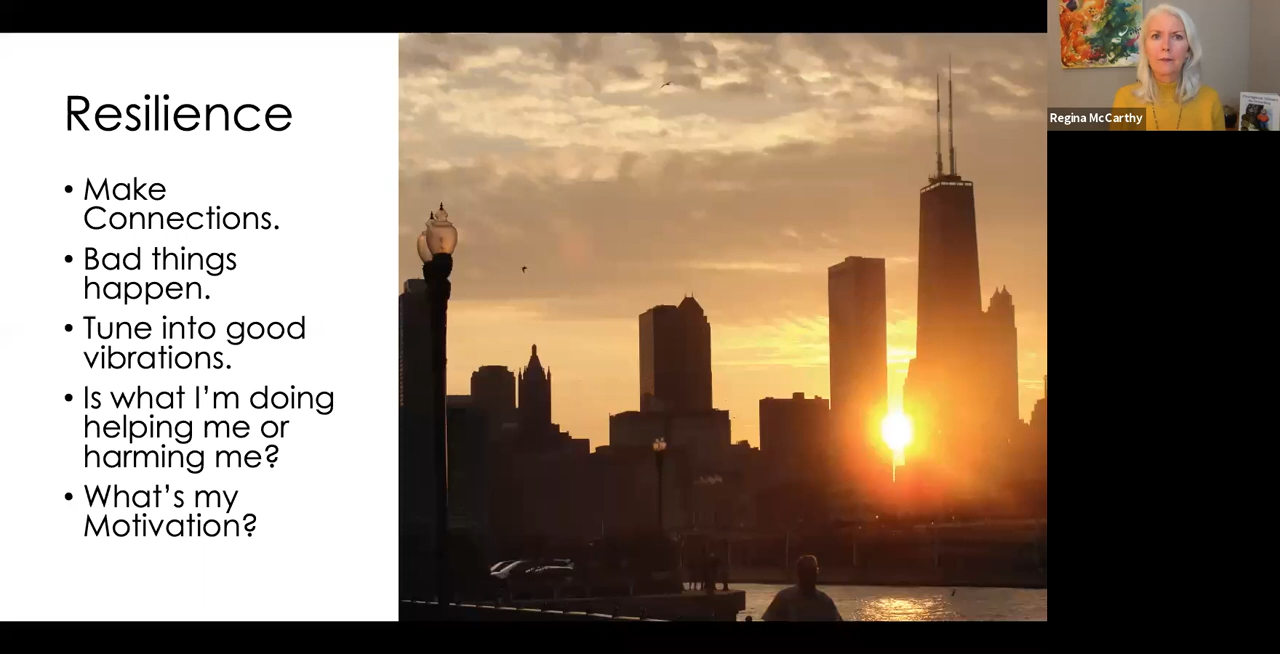 Resilience
• Make
Connections.
• Bad things
happen.
• Tune into good
vibrations.
• Is what I’m doing
helping me or
harming me?
• What’s my
Motivation?
Regina McCarthy